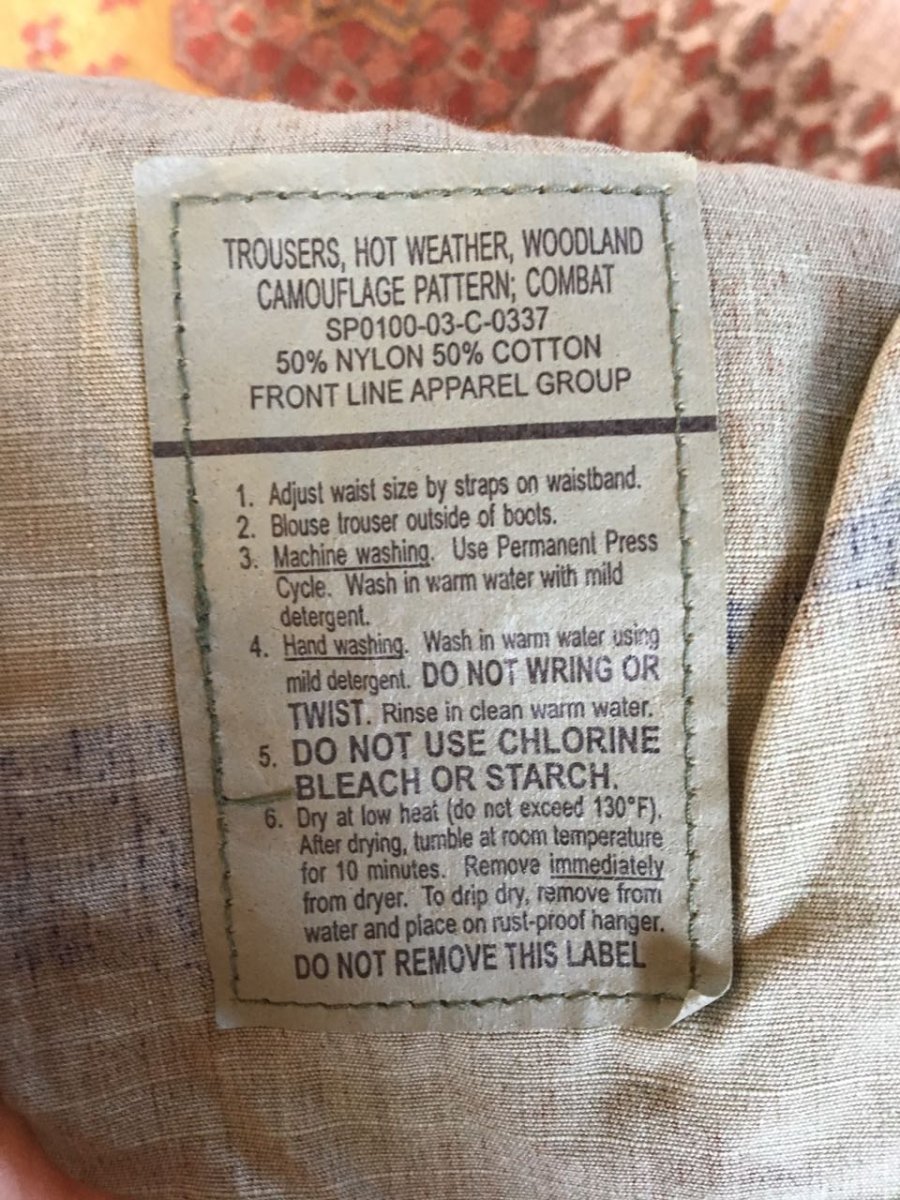 TROUSERS, HOT WEATHER, WOODLAND
CAMOUFLAGE PATTERN; COMBAT
SP0100-03-C-0337
50% NYLON 50% COTTON
FRONT LINE APPAREL GROUP
1. Adjust waist size by straps on waistband.
2. Blouse trouser outside of boots.
3. Machine washing. Use Permanent Press
Cycle. Wash in warm water with mild
detergent.
4. Hand washing. Wash in warm water using
mild detergent. DO NOT WRING OR
TWIST. Rinse in clean warm water.
5. DO NOT USE CHLORINE
BLEACH OR STARCH.
6. Dry at low heat (do not exceed 130°F).
After drying, tumble at room temperature
for 10 minutes. Remove immediately
from dryer. To drip dry, remove from
water and place on rust-proof hanger.
DO NOT REMOVE THIS LABEL